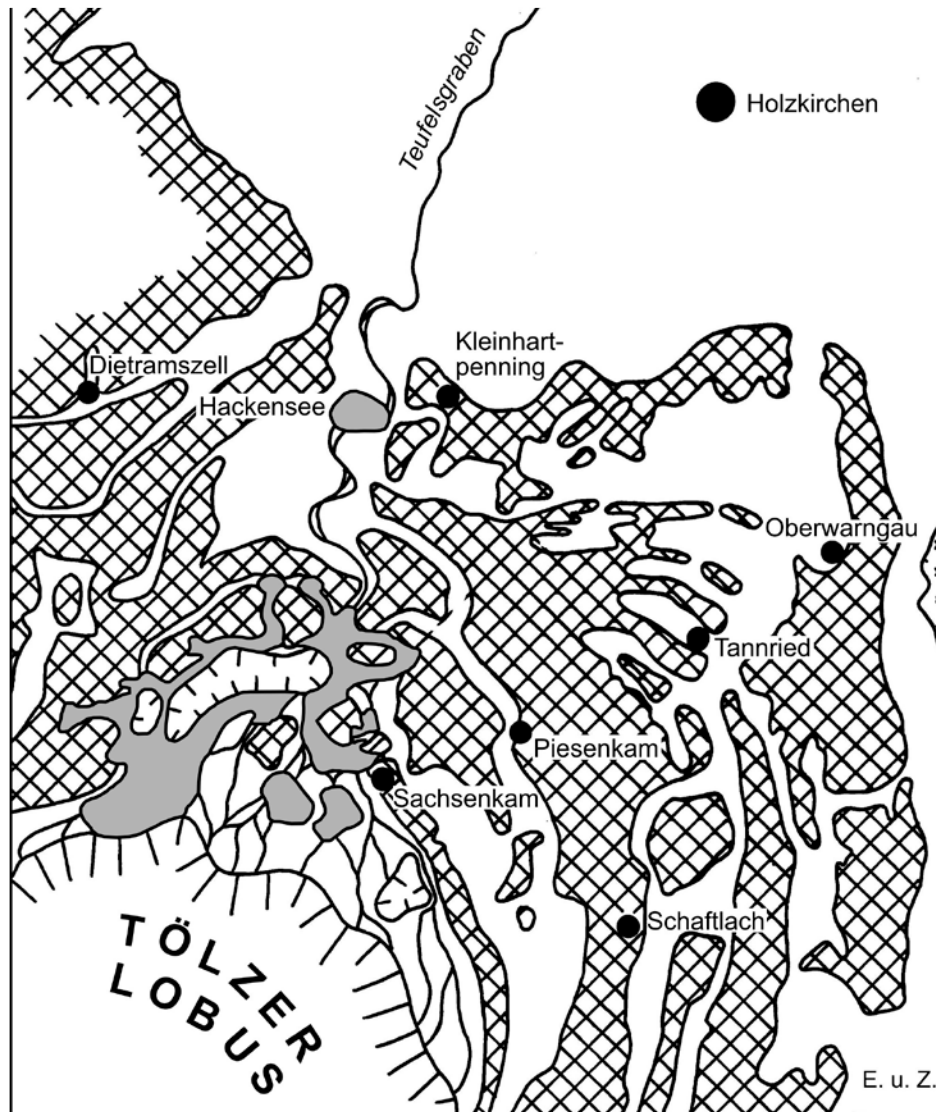 Teufelsgraben
Holzkirchen
Kleinhart-
penning
Dietramszell
Hackensee
Oberwarngau
Tannried
Piesenkam
Sachsenkam
Schaftlach
TÖLZER
LOBUS
E. u. Z.